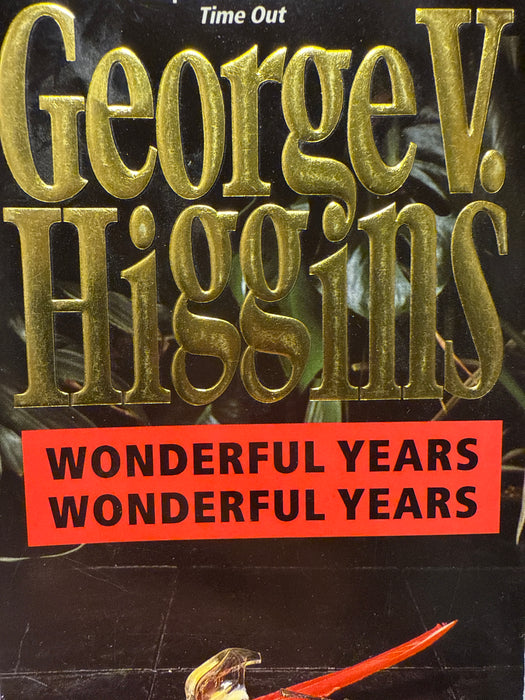 Time Out
George V.
Higgins
WONDERFUL YEARS
WONDERFUL YEARS